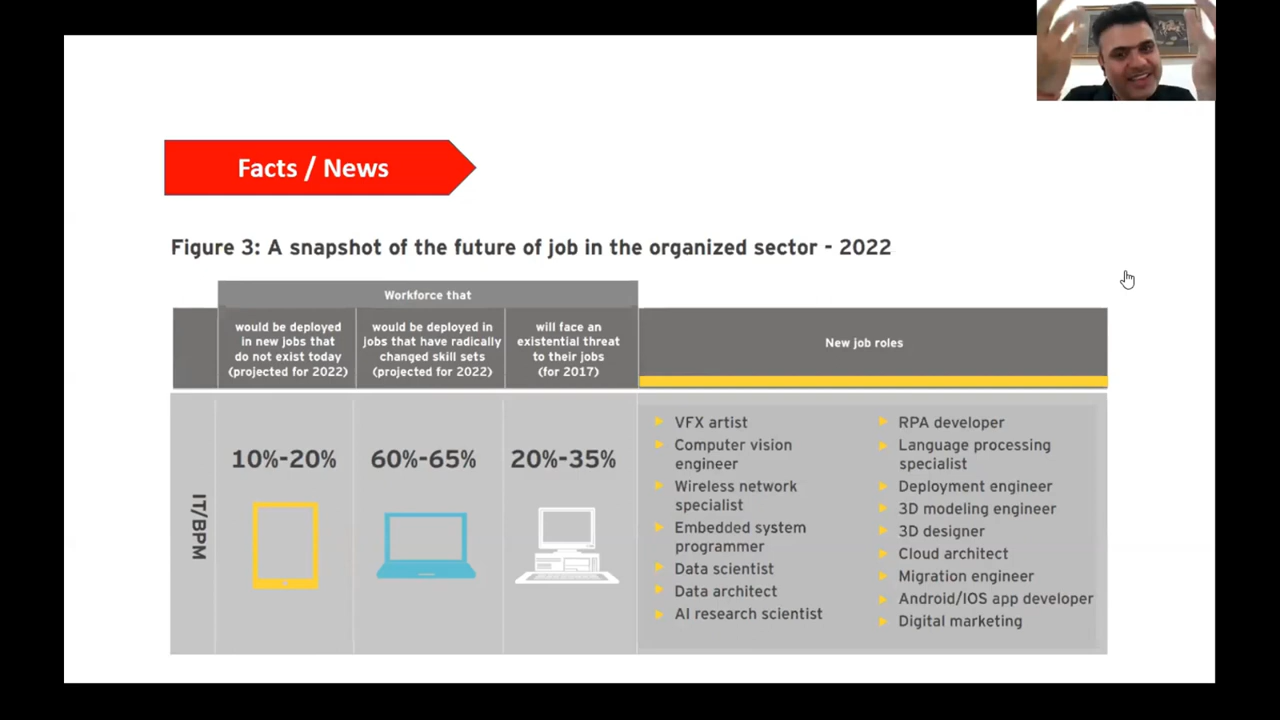 Facts / News
Figure 3: A snapshot of the future of job in the organized sector - 2022
Workforce that
would be deployed
in new jobs that
do not exist today
(projected for 2022)
would be deployed in
jobs that have radically
changed skill sets
(projected for 2022)
will face an
existential threat
to their jobs
(for 2017)
New job roles
IT/BPM
10%-20%
60%-65%
20%-35%
VFX artist
Computer vision
engineer
Wireless network
specialist
Embedded system
programmer
Data scientist
Data architect
AI research scientist
RPA developer
Language processing
specialist
Deployment engineer
3D modeling engineer
3D designer
Cloud architect
Migration engineer
Android/IOS app developer
Digital marketing